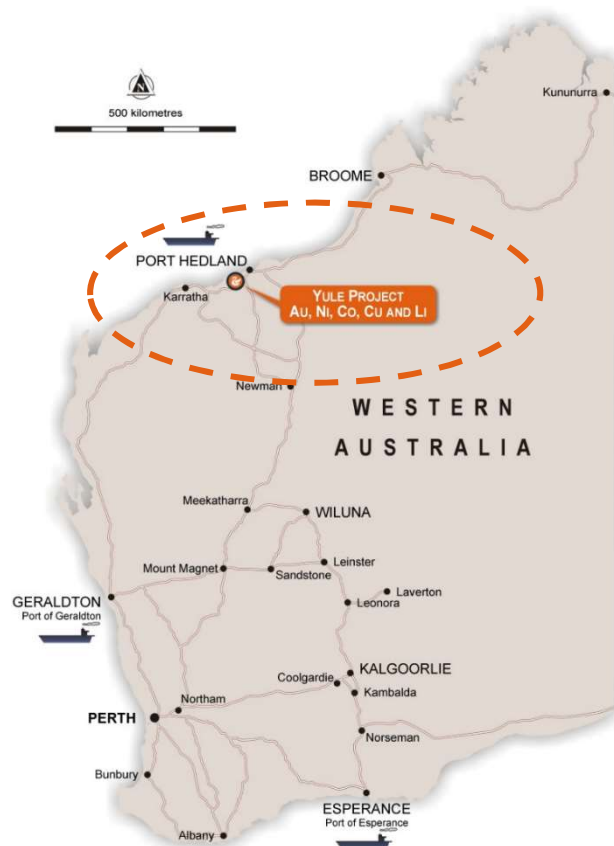 N
500 kilometres
Kununurra
BROOME
PORT HEDLAND
Karratha
YULE PROJECT
AU, NI, CO, CU AND LI
Newman
WESTERN
AUSTRALIA
Meekatharra
WILUNA
Mount Magnet
Sandstone
Leinster
Laverton
Leonora
GERALDTON
Port of Geraldton
KALGOORLIE
Coolgardie
Kambalda
Northam
PERTH
Norseman
Bunbury
ESPERANCE
Port of Esperance
Albany